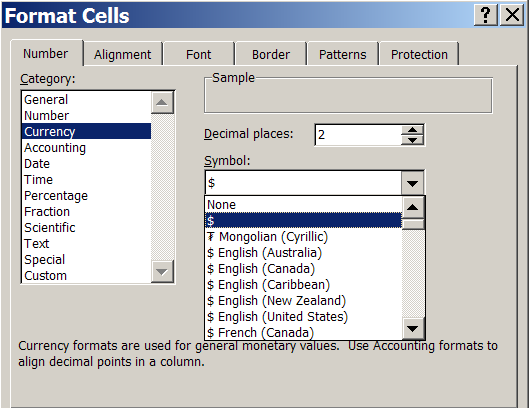 Format Cells
Number
Alignment
Font
Border
Patterns
Protection
Category:
General
Number
Currency
Accounting
Date
Time
Percentage
Fraction
Scientific
Text
Special
Custom
Sample
Decimal places:
2
Symbol:
$
None
$
₮ Mongolian (Cyrillic)
$ English (Australia)
$ English (Canada)
$ English (Caribbean)
$ English (New Zealand)
$ English (United States)
$ French (Canada)
Currency formats are used for general monetary values.  Use Accounting formats to
align decimal points in a column.